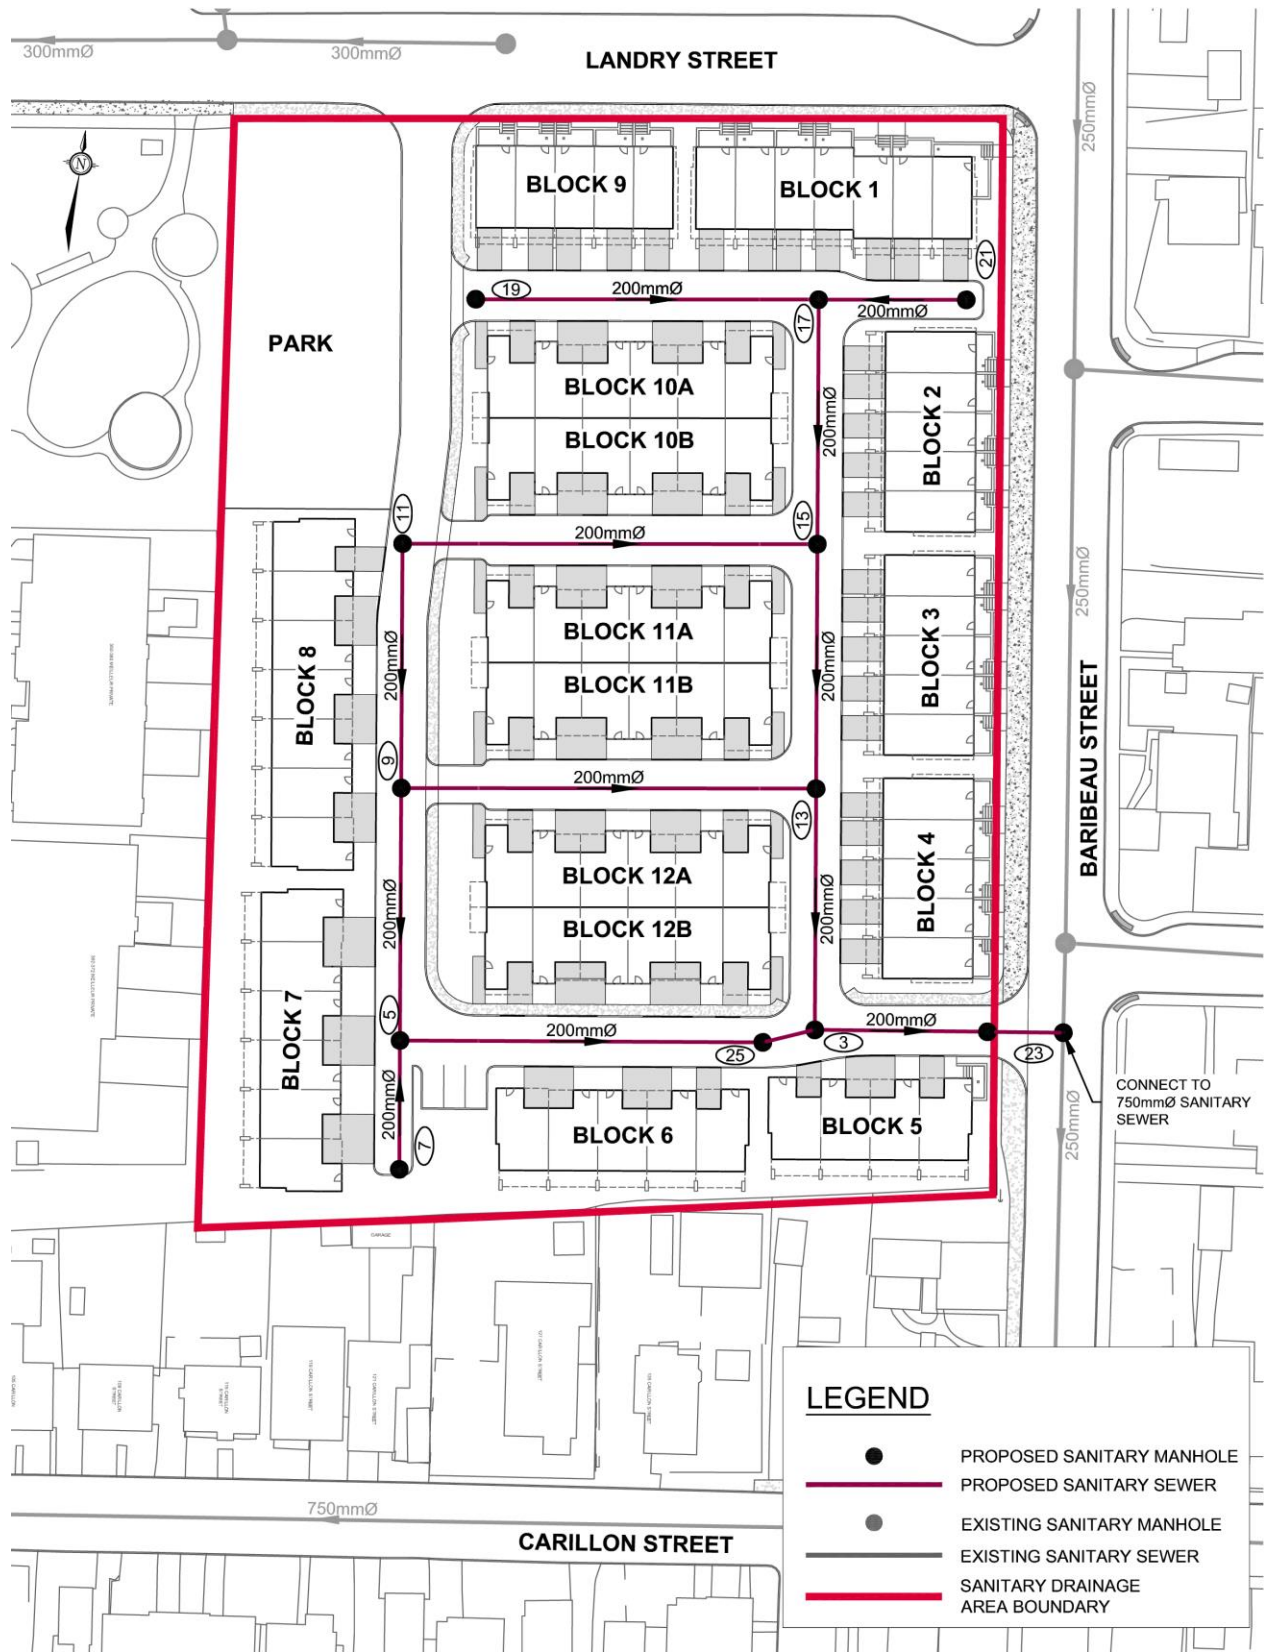 300mmØ
300mmØ
LANDRY STREET
250mmØ
N
BLOCK 9
BLOCK 1
21
19
200mmØ
200mmØ
17
PARK
BLOCK 10A
BLOCK 10B
200mmØ
BLOCK 2
11
200mmØ
15
BLOCK 8
200mmØ
BLOCK 11A
BLOCK 11B
200mmØ
BLOCK 3
250mmØ
BARIBEAU STREET
9
200mmØ
13
BLOCK 12A
BLOCK 12B
200mmØ
200mmØ
BLOCK 4
BLOCK 7
5
200mmØ
25
3
200mmØ
23
200mmØ
7
BLOCK 6
BLOCK 5
250mmØ
CONNECT TO
750mmØ SANITARY
SEWER
GARAGE
LEGEND
PROPOSED SANITARY MANHOLE
PROPOSED SANITARY SEWER
EXISTING SANITARY MANHOLE
EXISTING SANITARY SEWER
SANITARY DRAINAGE
AREA BOUNDARY
750mmØ
CARILLON STREET